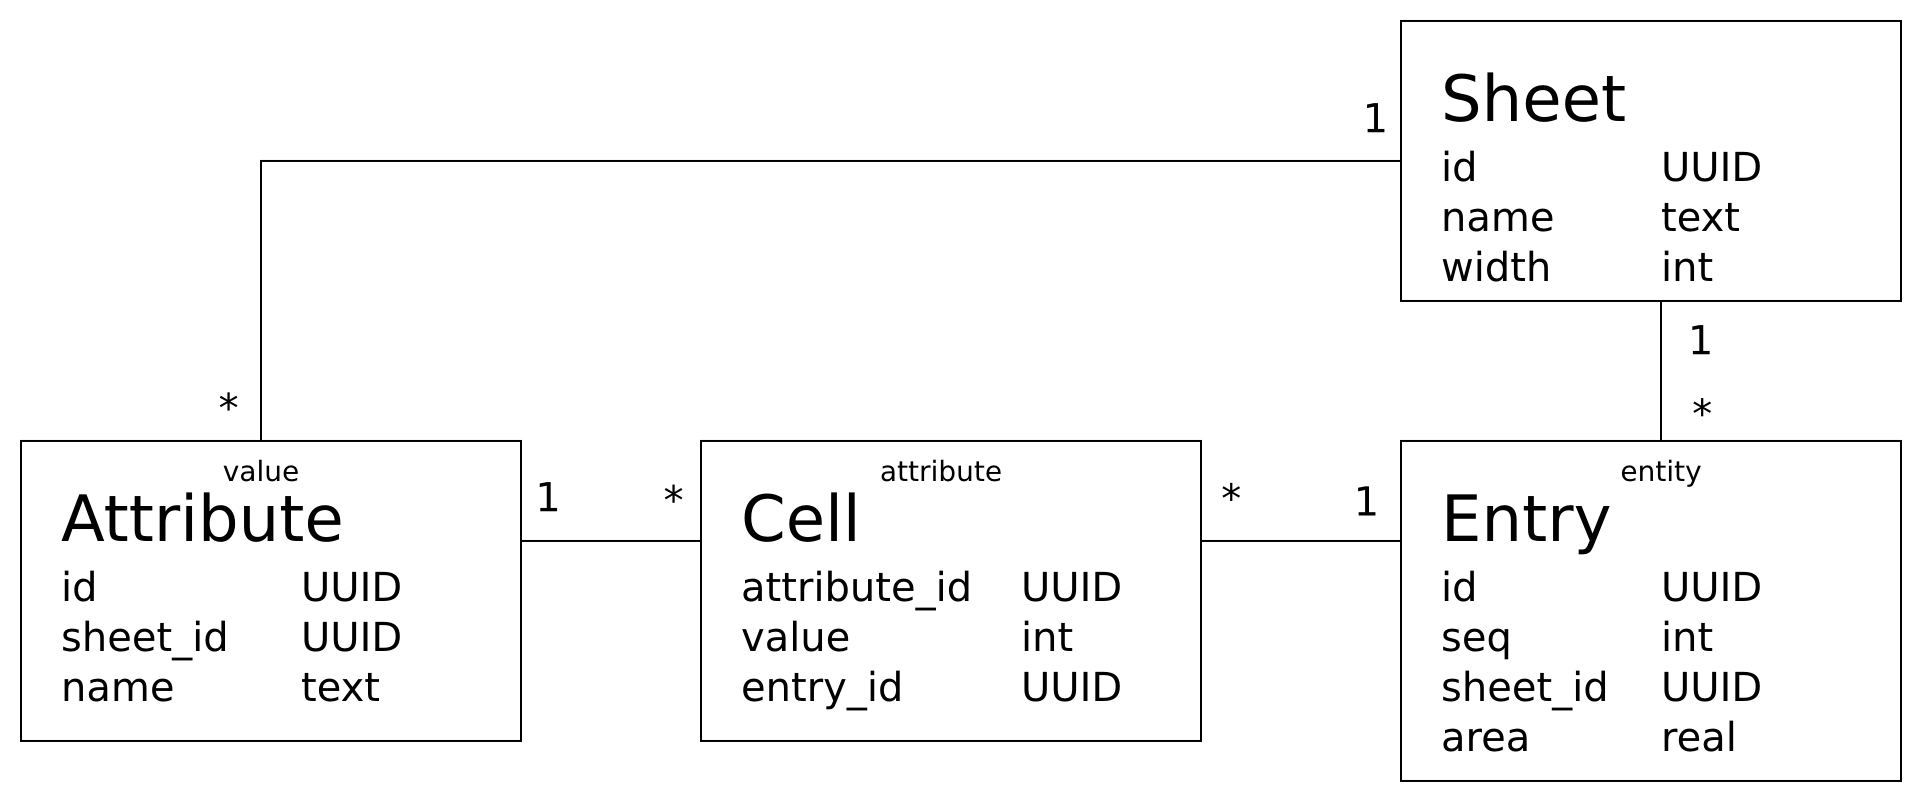 Sheet
1
id UUID
name text
width int
1
*
*
value
Attribute
id UUID
sheet_id UUID
name text
1
*
attribute
Cell
attribute_id UUID
value int
entry_id UUID
*
1
entity
Entry
id UUID
seq int
sheet_id UUID
area real